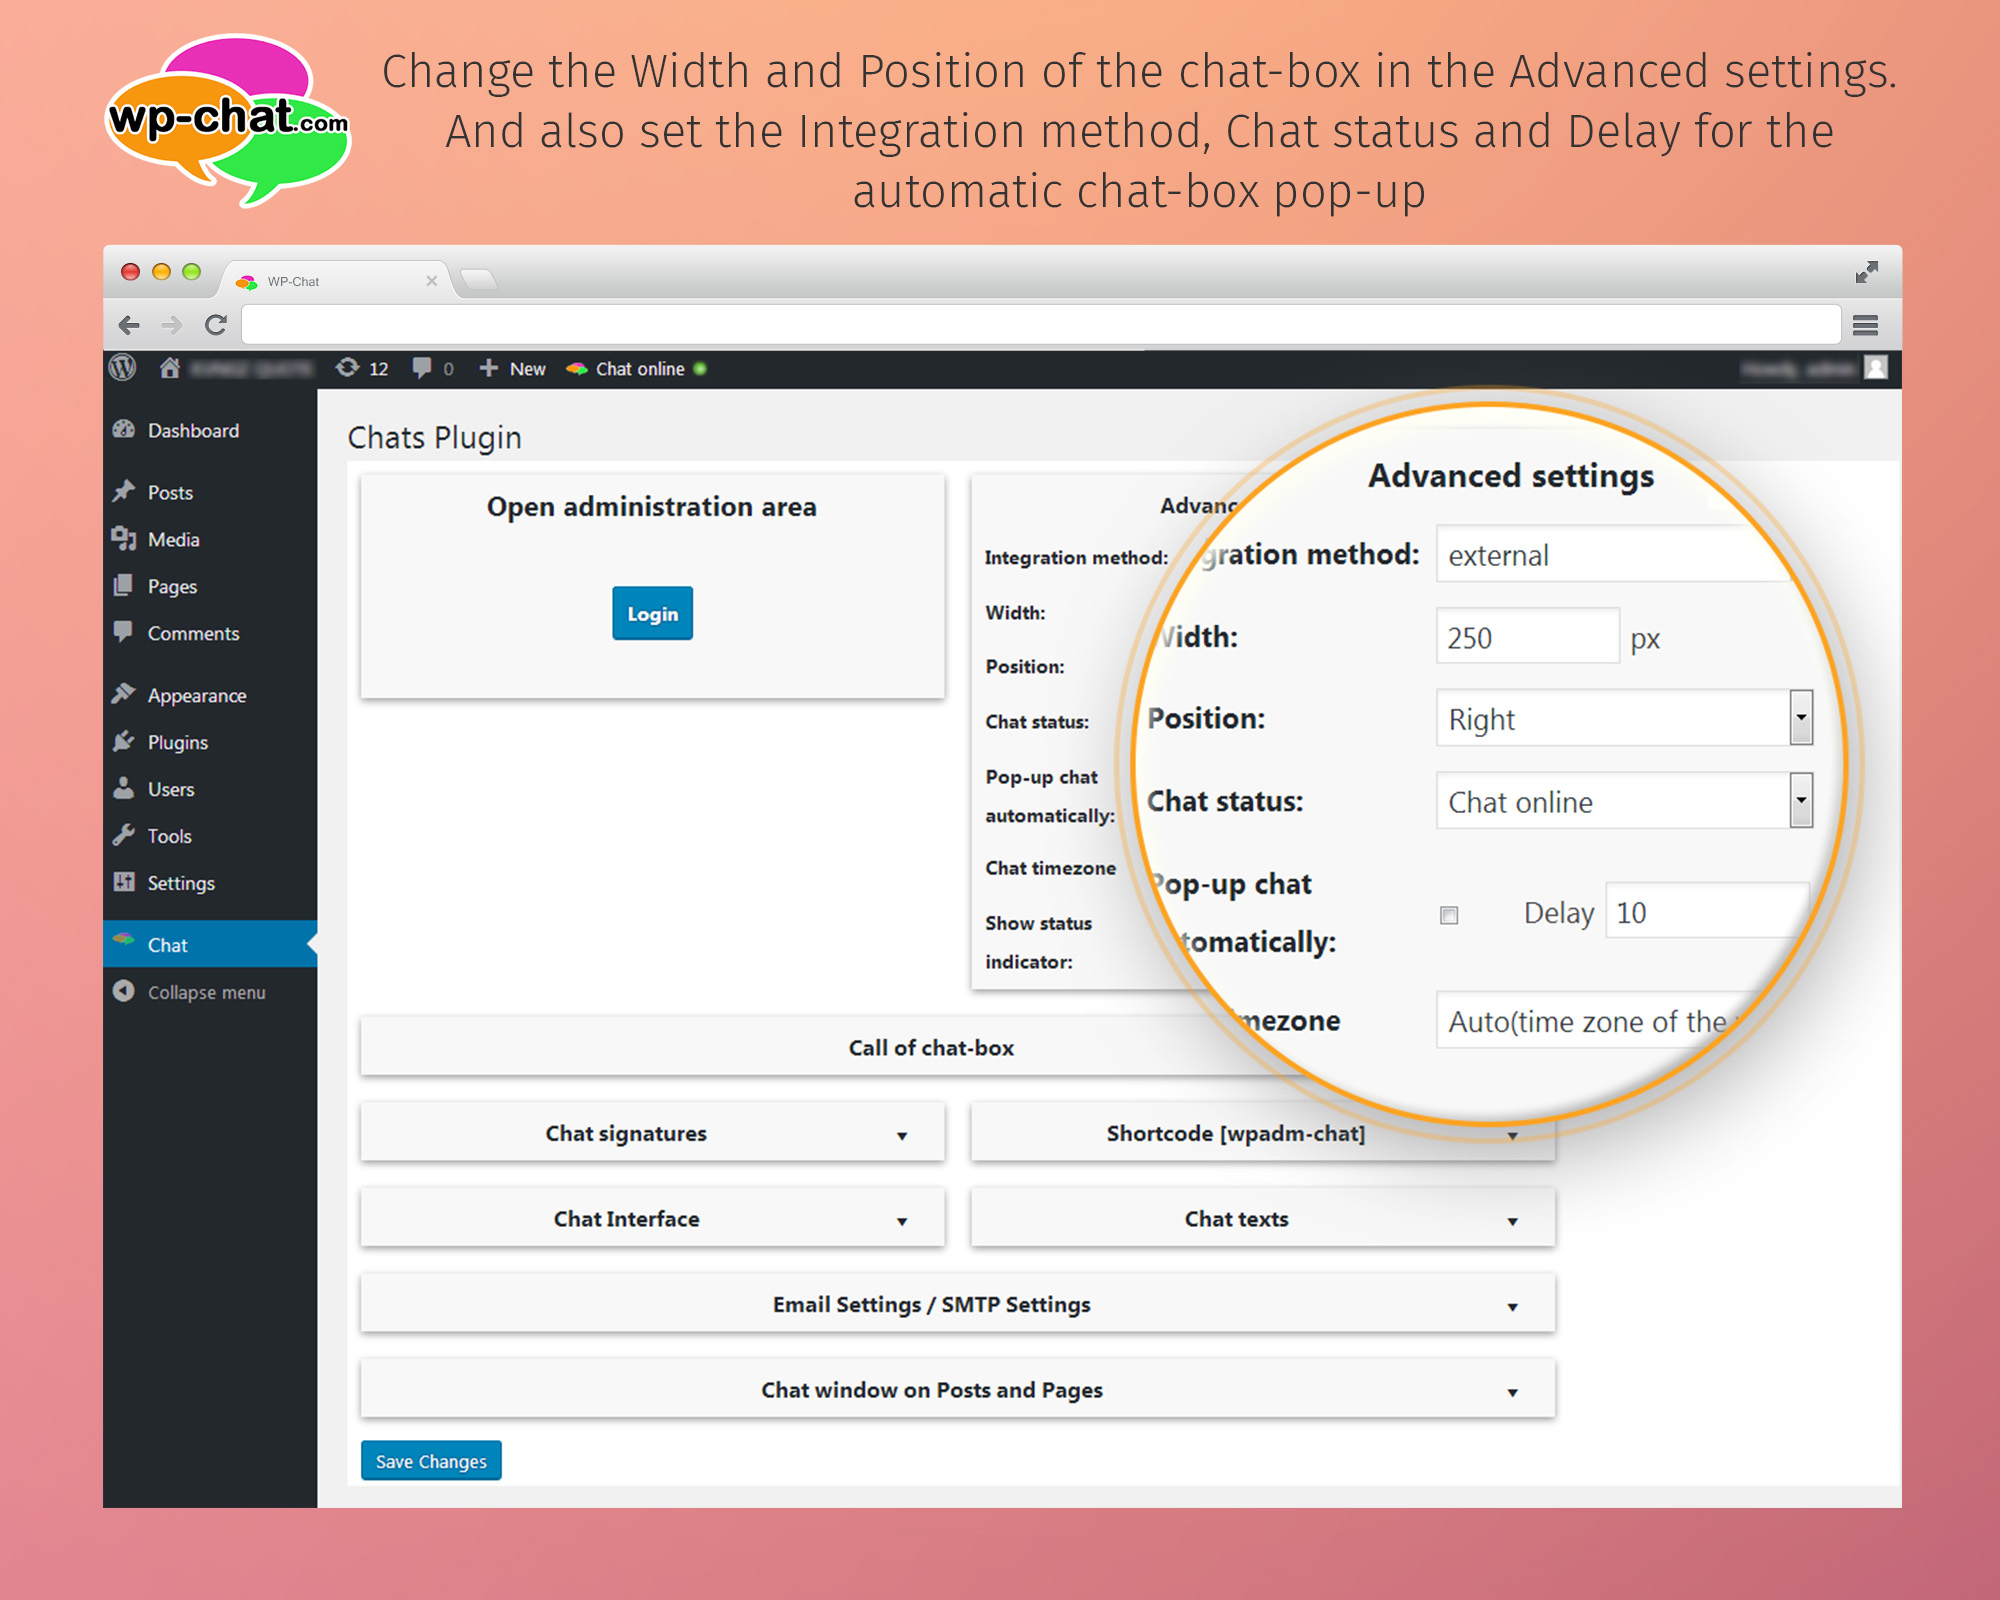 wp-chat.com
Change the Width and Position of the chat-box in the Advanced settings.
And also set the Integration method, Chat status and Delay for the
automatic chat-box pop-up
WP-Chat
12
0
New
Chat online
Dashboard
Posts
Media
Pages
Comments
Appearance
Plugins
Users
Tools
Settings
Chat
Collapse menu
Chats Plugin
Open administration area
Login
Advanc
Integration method:
Width:
Position:
Chat status:
Pop-up chat
automatically:
Chat timezone
Show status
indicator:
Advanced settings
gration method: external
Width: 250 px
Position: Right
Chat status: Chat online
Pop-up chat
tomatically:
Delay 10
mezone Auto(time zone of the
Call of chat-box
Chat signatures
Shortcode [wpadm-chat]
Chat Interface
Chat texts
Email Settings / SMTP Settings
Chat window on Posts and Pages
Save Changes